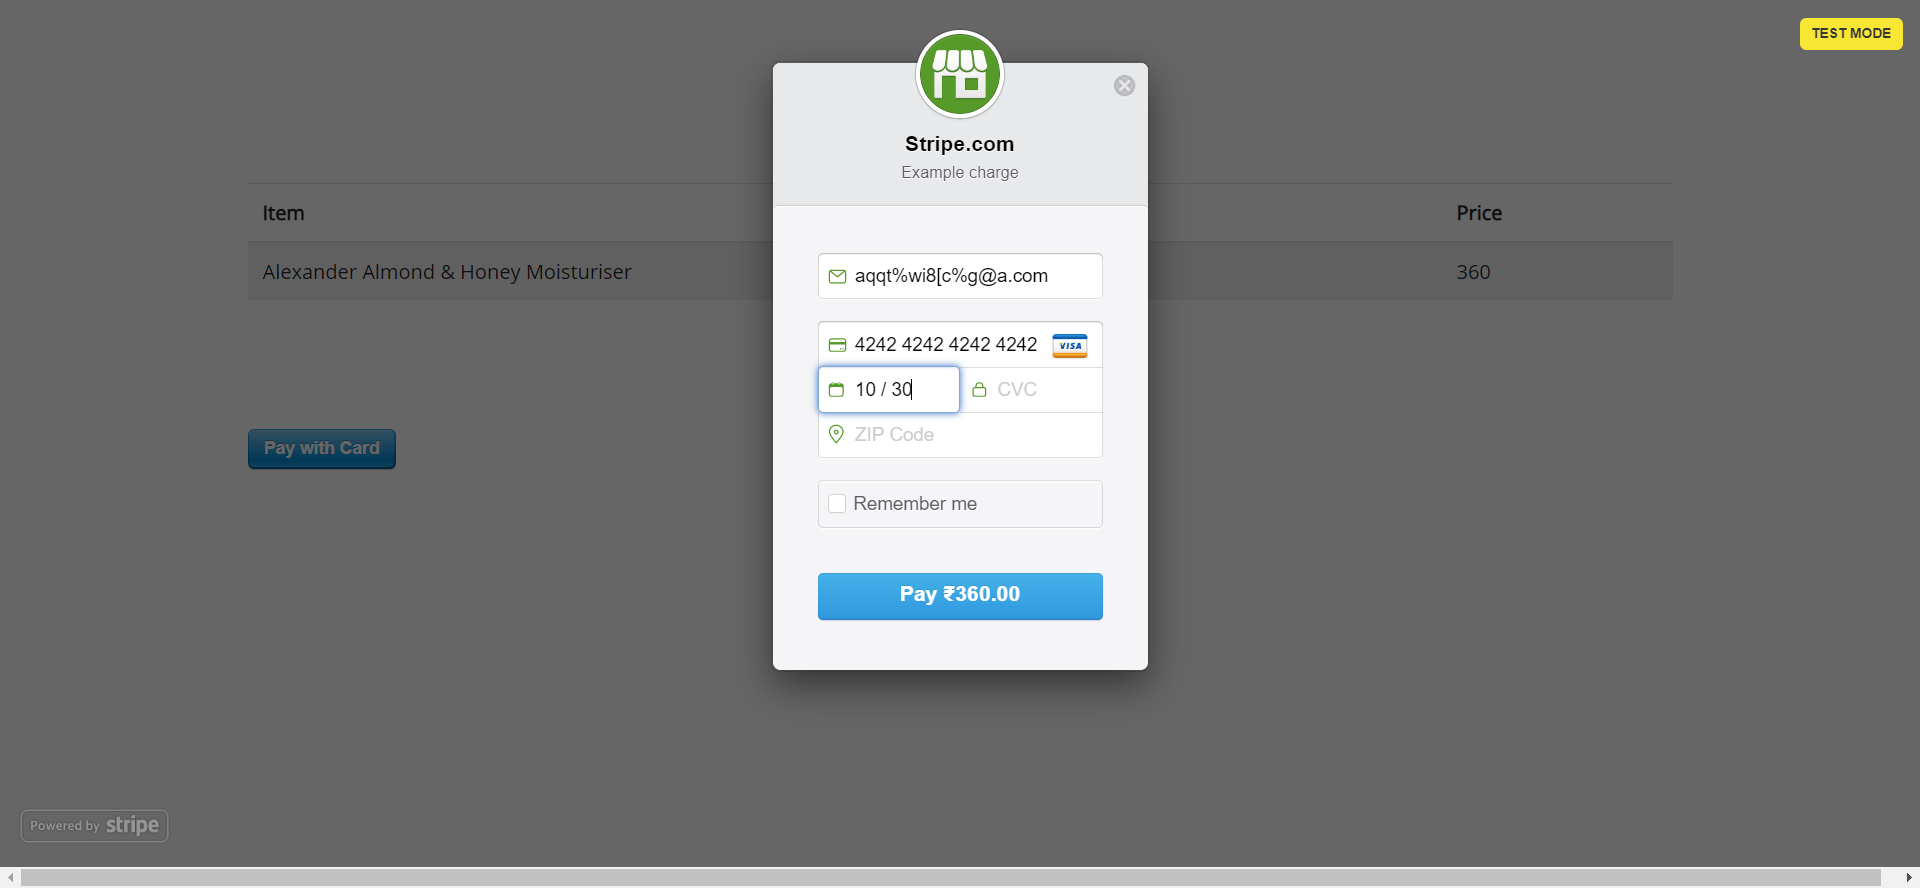 TEST MODE
Stripe.com
Example charge
Item
Price
Alexander Almond & Honey Moisturiser
360
aqqt%wi8[c%g@a.com
4242 4242 4242 4242
VISA
10 / 30
CVC
ZIP Code
Pay with Card
Remember me
Pay ₹360.00
Powered by stripe